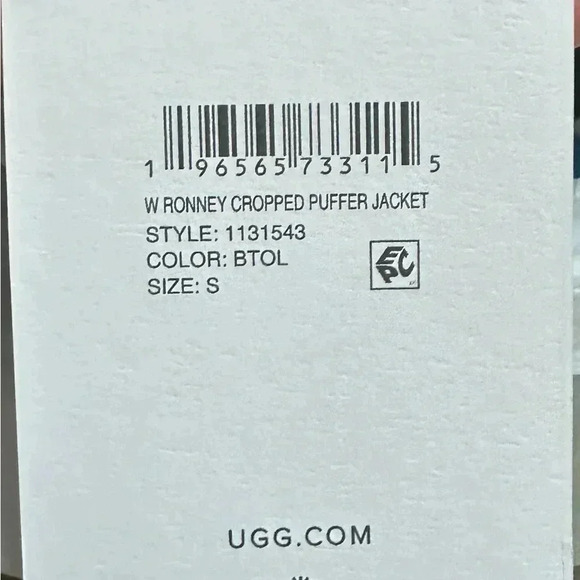 1 96565 73311 5
W RONNEY CROPPED PUFFER JACKET
STYLE: 1131543
COLOR: BTOL
EPC
SIZE: S
UGG.COM